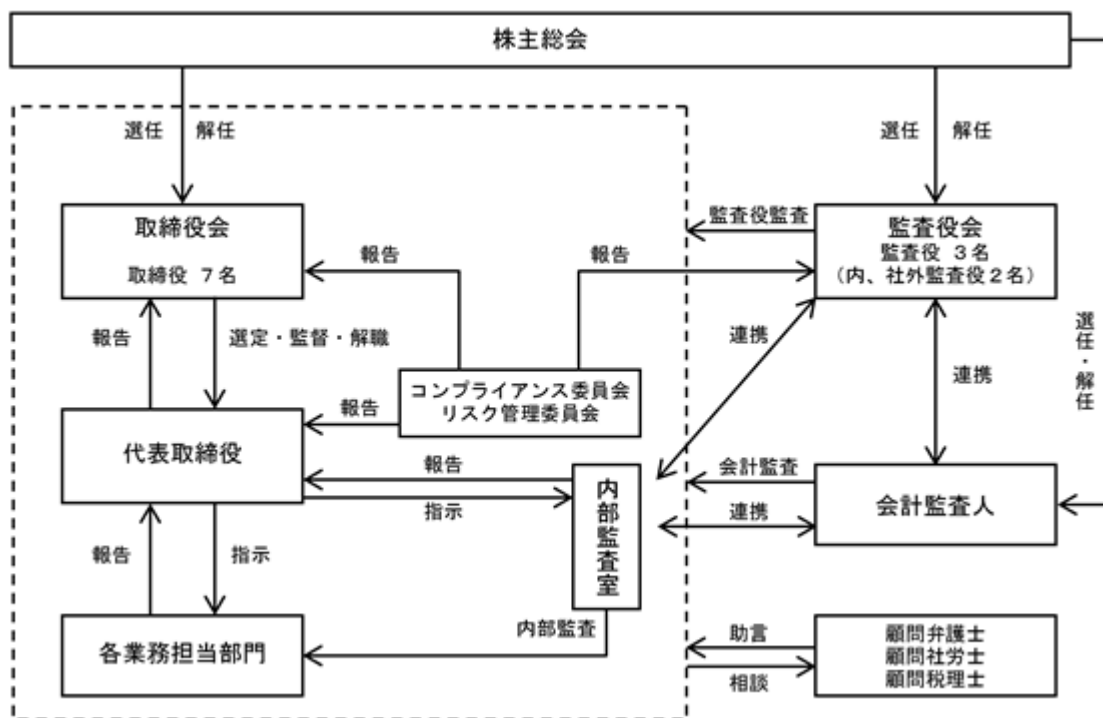 株主総会
選任 解任
選任 解任
取締役会
取締役 7名
監査役監査
監査役会
監査役 3名
(内、社外監査役2名)
報告
報告
報告
選定・監督・解職
連携
連携
選任・解任
コンプライアンス委員会
リスク管理委員会
報告
代表取締役
報告
指示
内部監査室
会計監査
連携
会計監査人
報告
指示
内部監査
各業務担当部門
助言
相談
顧問弁護士
顧問社労士
顧問税理士